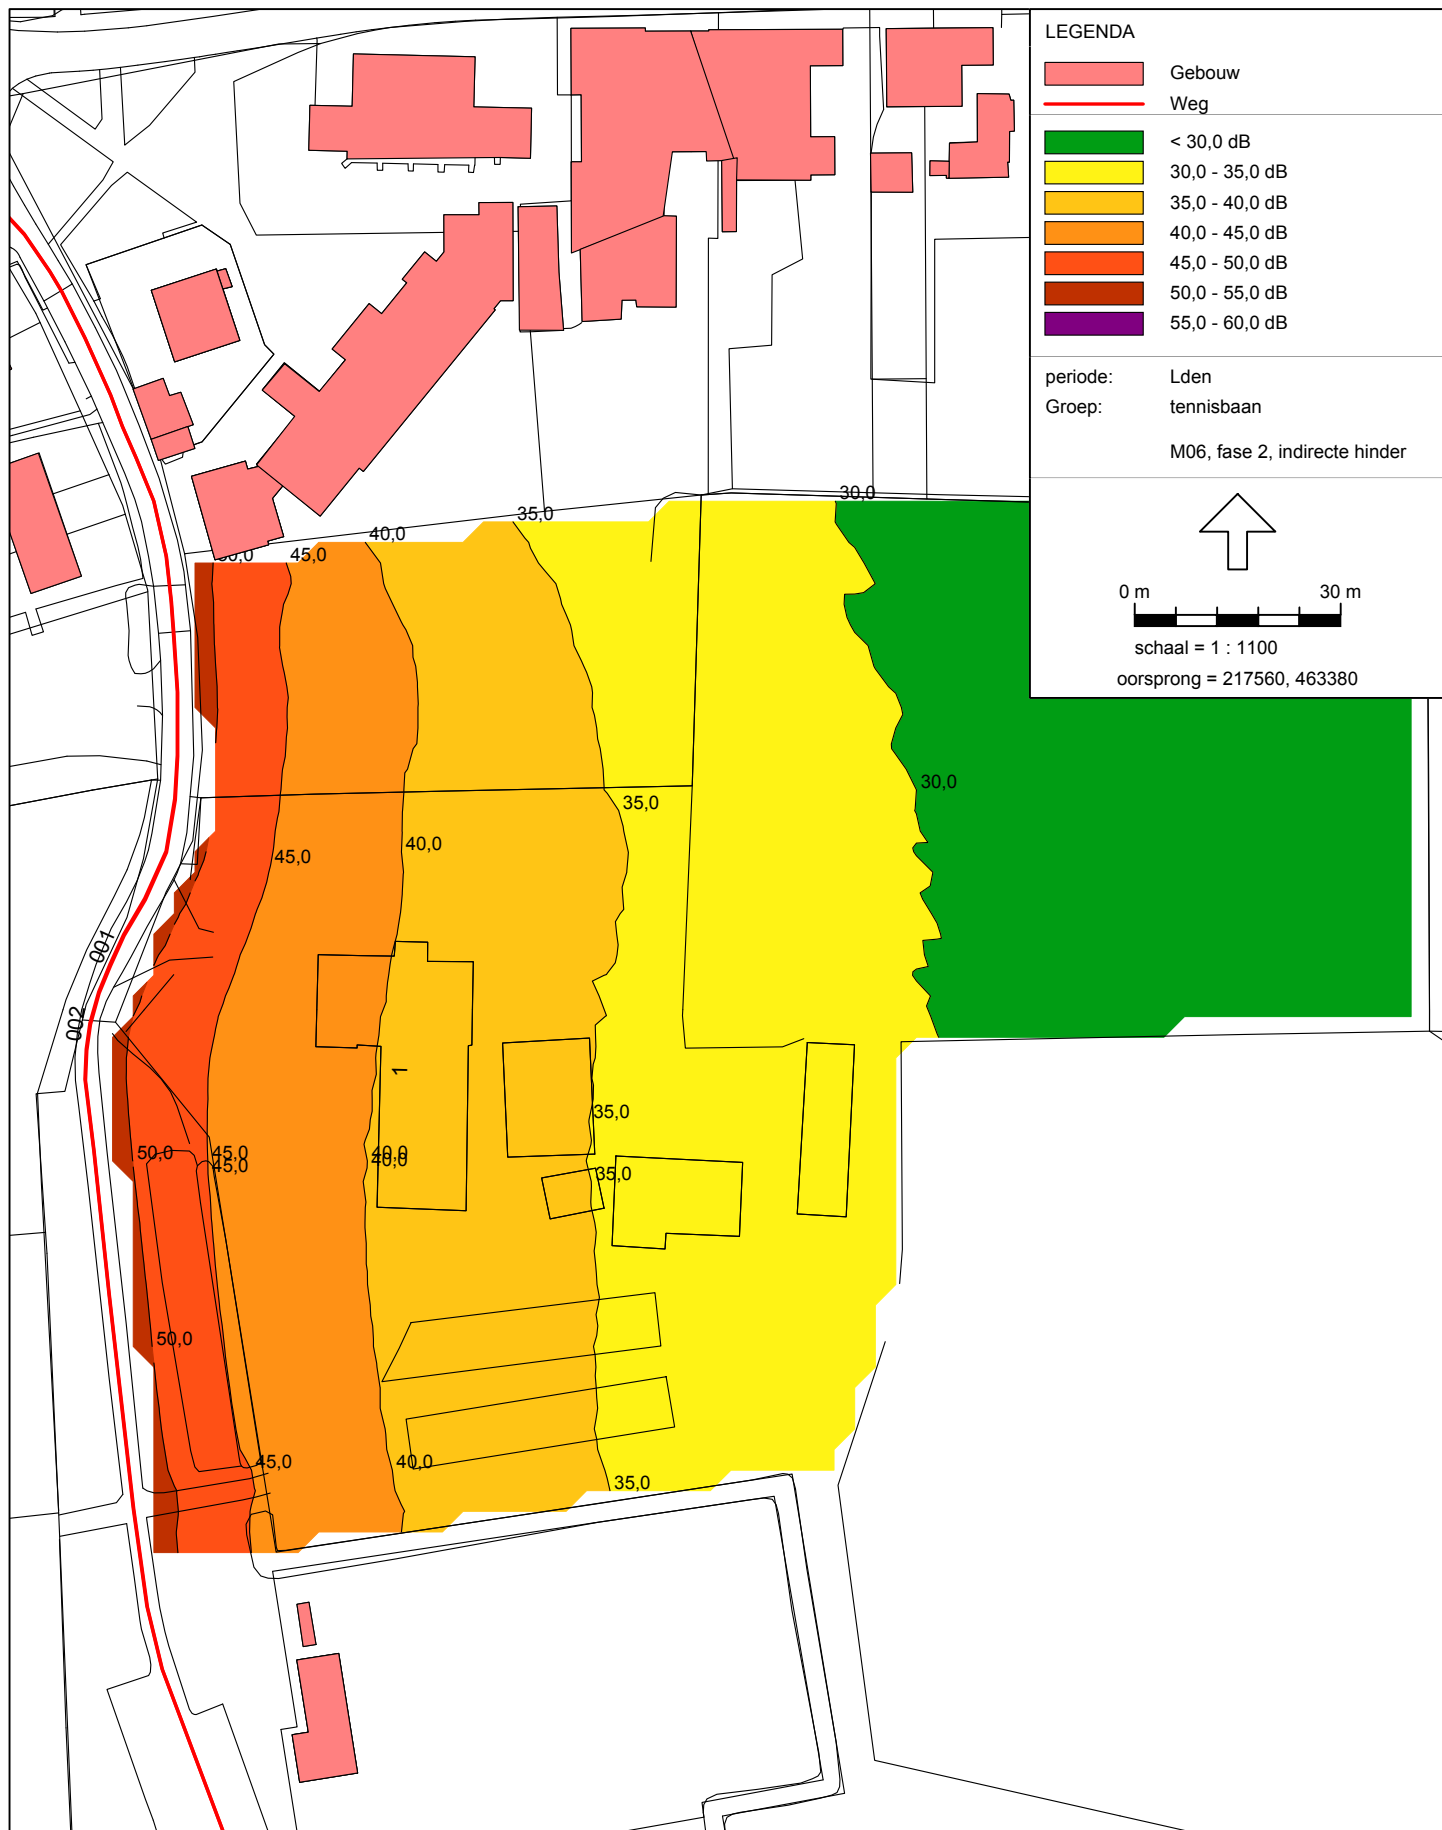 LEGENDA
Gebouw
Weg
< 30,0 dB
30,0 - 35,0 dB
35,0 - 40,0 dB
40,0 - 45,0 dB
45,0 - 50,0 dB
50,0 - 55,0 dB
55,0 - 60,0 dB
periode: Lden
Groep: tennisbaan
M06, fase 2, indirecte hinder
0 m 30 m
schaal = 1 : 1100
oorsprong = 217560, 463380
30,0
35,0
40,0
45,0
30,0
35,0
40,0
45,0
001
002
1
35,0
50,0
45,0
40,0
45,0
40,0
35,0
50,0
45,0
40,0
35,0